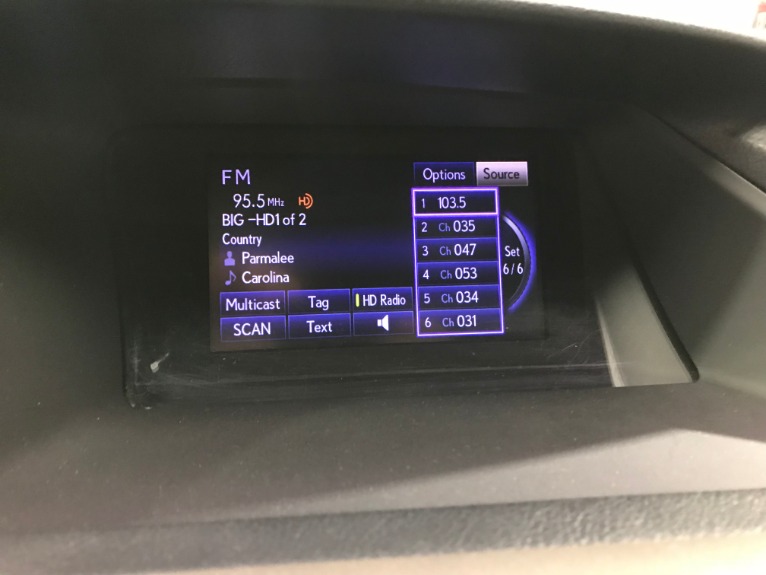 FM
95.5 MHz HD
BIG -HD1 of 2
Country
Parmalee
Carolina
Multicast Tag HD Radio
SCAN Text
Options Source
1 103.5
2 Ch 035
3 Ch 047
4 Ch 053
5 Ch 034
6 Ch 031
Set
6/6